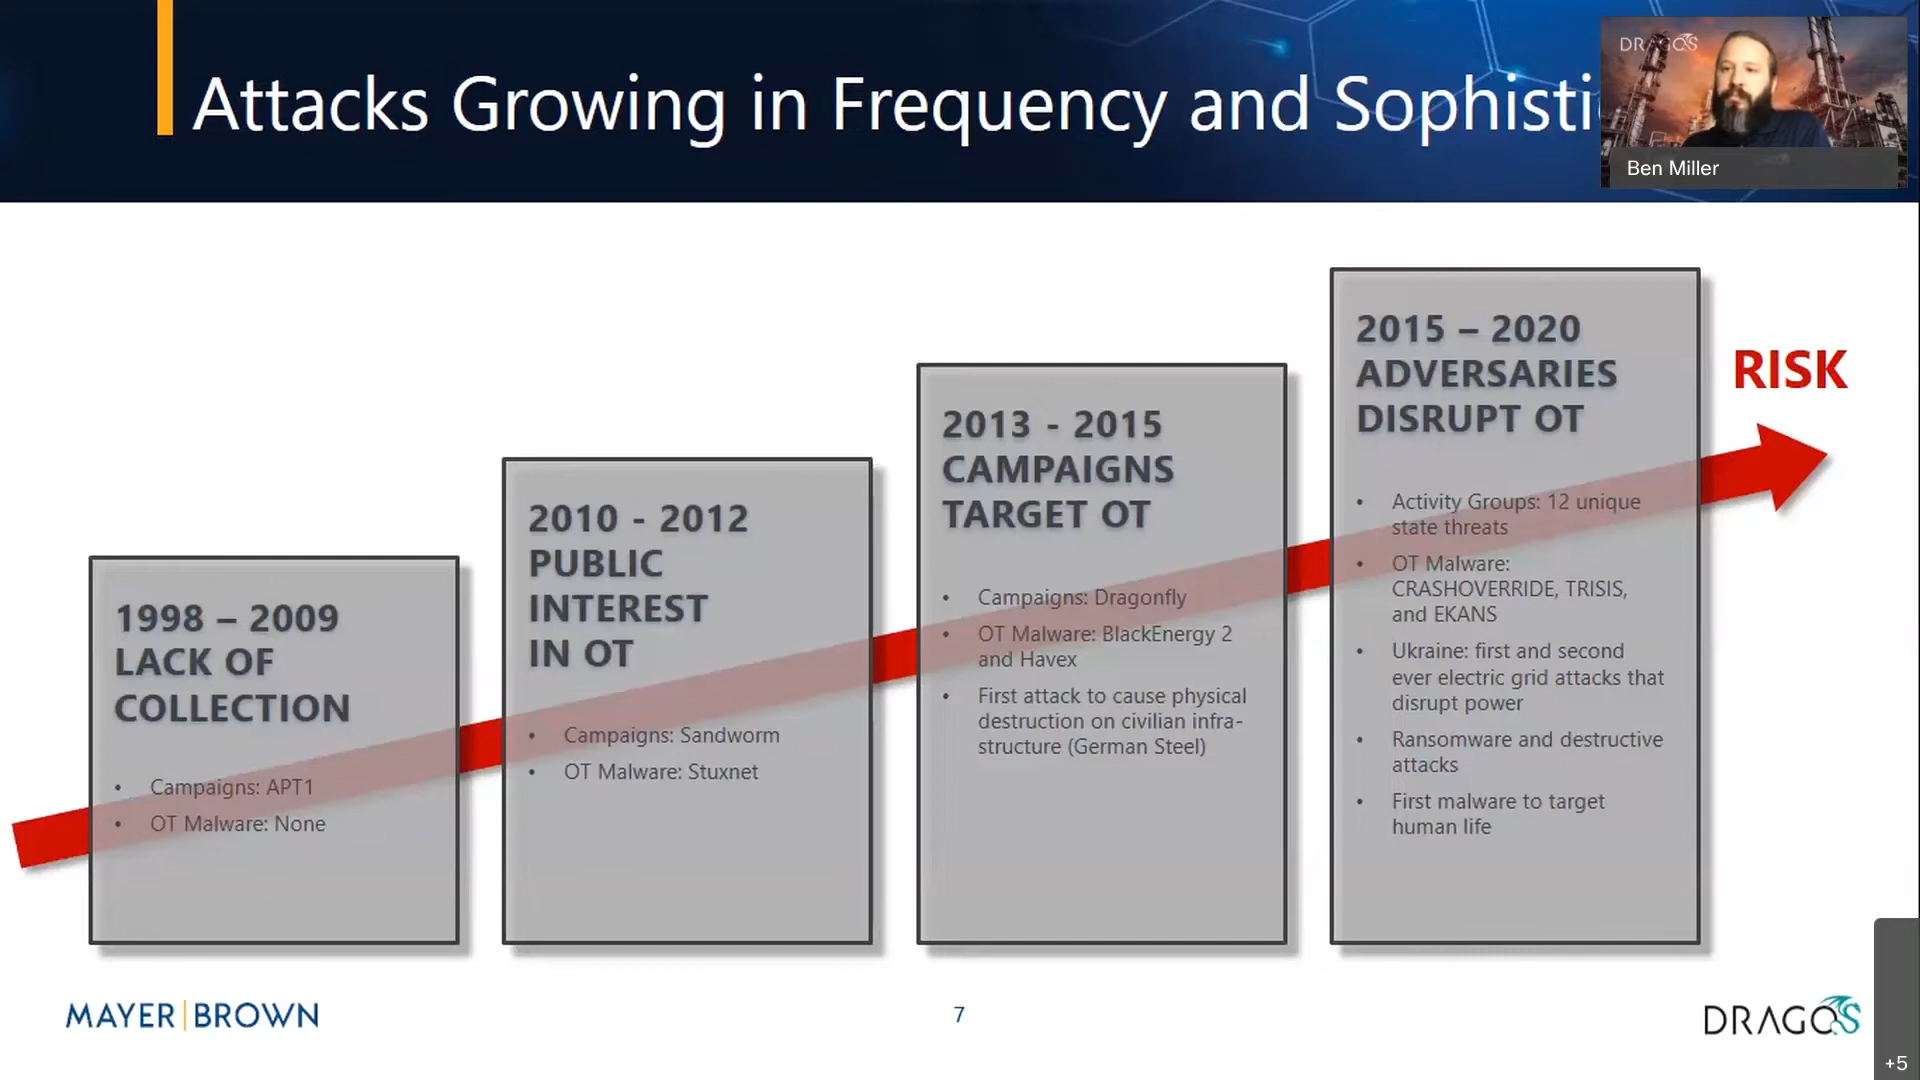 Attacks Growing in Frequency and Sophisti
DRAGOS
Ben Miller
1998 – 2009
LACK OF
COLLECTION
• Campaigns: APT1
• OT Malware: None
2010 - 2012
PUBLIC
INTEREST
IN OT
• Campaigns: Sandworm
• OT Malware: Stuxnet
2013 - 2015
CAMPAIGNS
TARGET OT
• Campaigns: Dragonfly
• OT Malware: BlackEnergy 2
and Havex
• First attack to cause physical
destruction on civilian infra-
structure (German Steel)
2015 – 2020
ADVERSARIES
DISRUPT OT
• Activity Groups: 12 unique
state threats
• OT Malware:
CRASHOVERRIDE, TRISIS,
and EKANS
• Ukraine: first and second
ever electric grid attacks that
disrupt power
• Ransomware and destructive
attacks
• First malware to target
human life
RISK
MAYER | BROWN
7
DRAGOS
+5